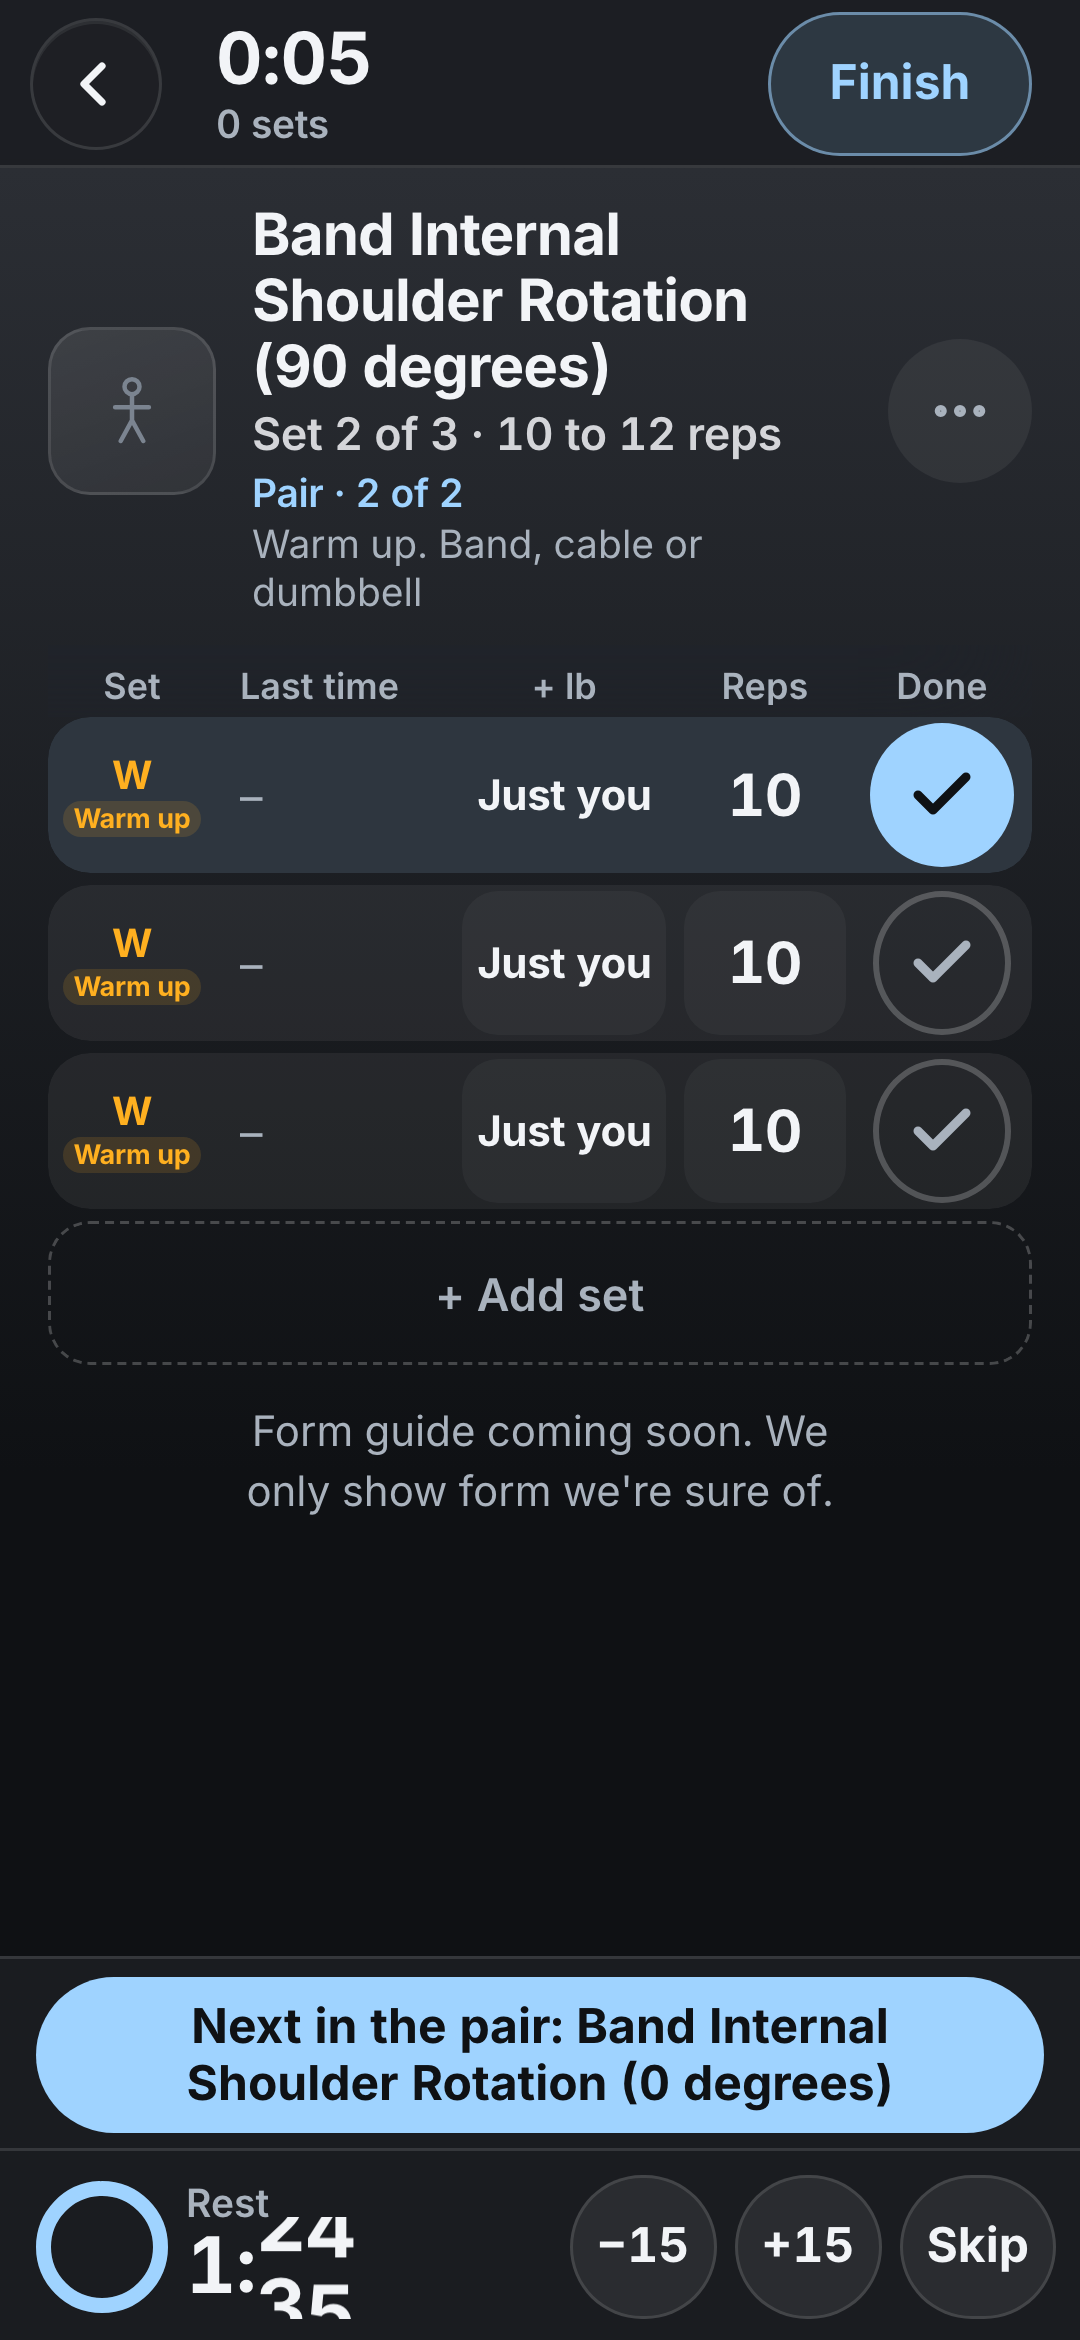 0:05
0 sets
Finish
Band Internal
Shoulder Rotation
(90 degrees)
Set 2 of 3 · 10 to 12 reps
Pair · 2 of 2
Warm up. Band, cable or
dumbbell
Set Last time + lb Reps Done
W
Warm up
– Just you 10
W
Warm up
– Just you 10
W
Warm up
– Just you 10
+ Add set
Form guide coming soon. We
only show form we're sure of.
Next in the pair: Band Internal
Shoulder Rotation (0 degrees)
Rest
1:
−15 +15 Skip